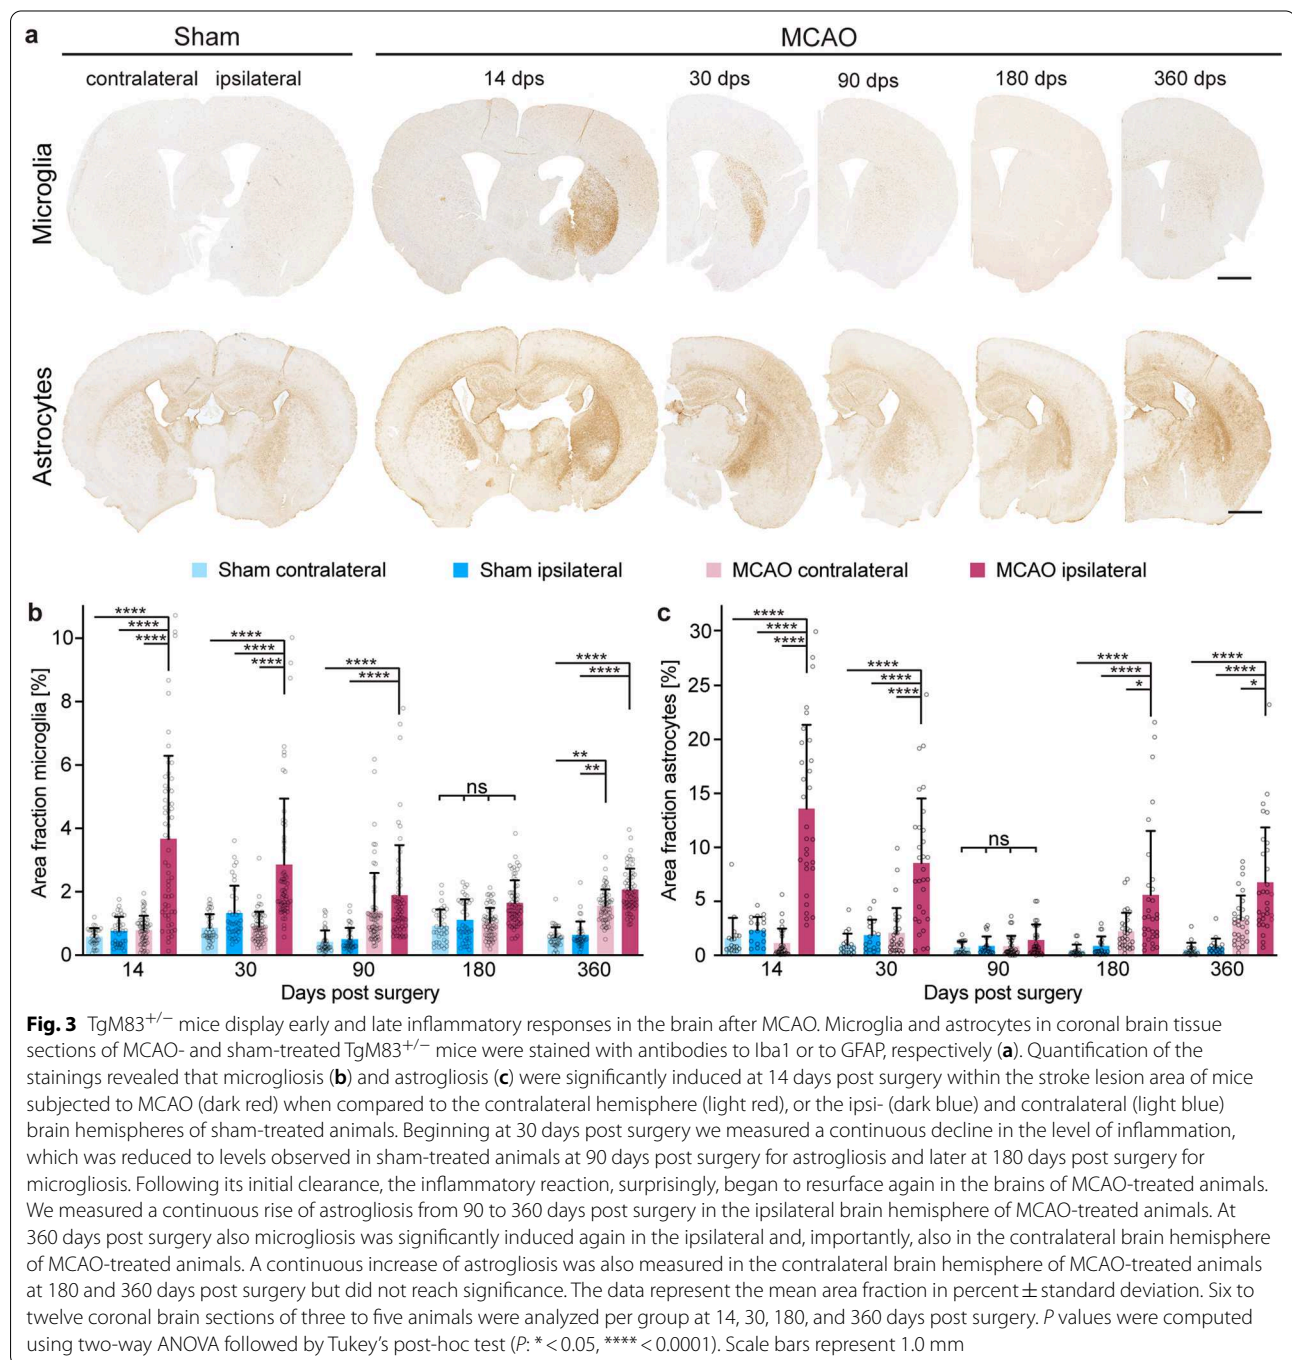 a
Sham
MCAO
contralateral ipsilateral
14 dps
30 dps
90 dps
180 dps
360 dps
Microglia
Astrocytes
Sham contralateral
Sham ipsilateral
MCAO contralateral
MCAO ipsilateral
b
Area fraction microglia [%]
10
8
6
4
2
0
****
****
****
****
****
****
****
****
ns
****
****
**
**
14
30
90
180
360
Days post surgery
c
Area fraction astrocytes [%]
30
25
20
15
10
5
0
****
****
****
****
****
****
ns
****
****
*
****
****
*
14
30
90
180
360
Days post surgery
Fig. 3 TgM83+/− mice display early and late inflammatory responses in the brain after MCAO. Microglia and astrocytes in coronal brain tissue
sections of MCAO- and sham-treated TgM83+/− mice were stained with antibodies to Iba1 or to GFAP, respectively (a). Quantification of the
stainings revealed that microgliosis (b) and astrogliosis (c) were significantly induced at 14 days post surgery within the stroke lesion area of mice
subjected to MCAO (dark red) when compared to the contralateral hemisphere (light red), or the ipsi- (dark blue) and contralateral (light blue)
brain hemispheres of sham-treated animals. Beginning at 30 days post surgery we measured a continuous decline in the level of inflammation,
which was reduced to levels observed in sham-treated animals at 90 days post surgery for astrogliosis and later at 180 days post surgery for
microgliosis. Following its initial clearance, the inflammatory reaction, surprisingly, began to resurface again in the brains of MCAO-treated animals.
We measured a continuous rise of astrogliosis from 90 to 360 days post surgery in the ipsilateral brain hemisphere of MCAO-treated animals. At
360 days post surgery also microgliosis was significantly induced again in the ipsilateral and, importantly, also in the contralateral brain hemisphere
of MCAO-treated animals. A continuous increase of astrogliosis was also measured in the contralateral brain hemisphere of MCAO-treated animals
at 180 and 360 days post surgery but did not reach significance. The data represent the mean area fraction in percent ± standard deviation. Six to
twelve coronal brain sections of three to five animals were analyzed per group at 14, 30, 180, and 360 days post surgery. P values were computed
using two-way ANOVA followed by Tukey's post-hoc test (P: * < 0.05, **** < 0.0001). Scale bars represent 1.0 mm